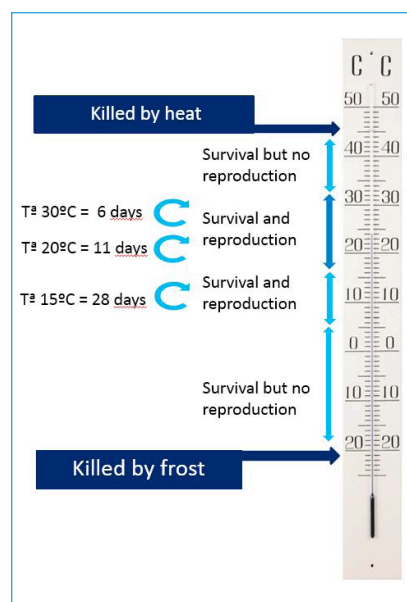 C C
50 50
Killed by heat
40 40
Survival but no
reproduction
30 30
Tª 30ºC = 6 days
Survival and
reproduction
20 20
Tª 20ºC = 11 days
Survival and
reproduction
10 10
Tª 15ºC = 28 days
0 0
Survival but no
reproduction
10 10
20 20
Killed by frost